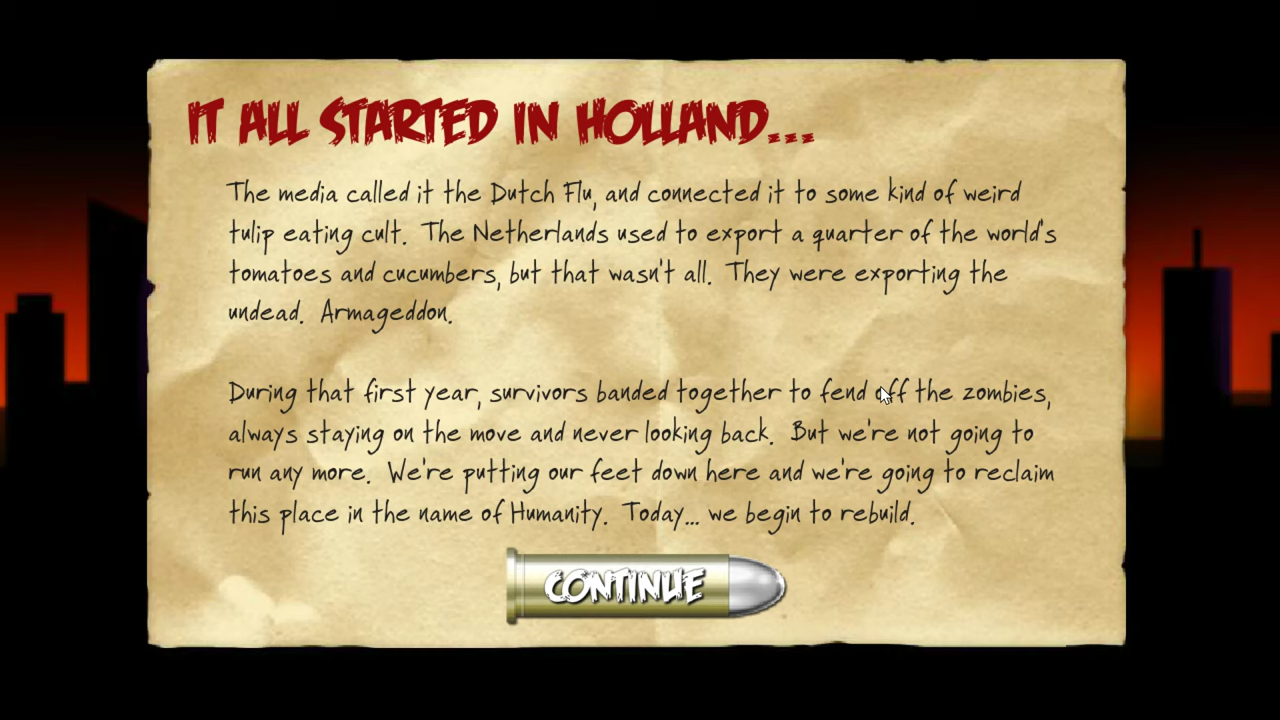 IT ALL STARTED IN HOLLAND...
The media called it the Dutch Flu, and connected it to some kind of weird
tulip eating cult.  The Netherlands used to export a quarter of the world's
tomatoes and cucumbers, but that wasn't all.  They were exporting the
undead.  Armageddon.
During that first year, survivors banded together to fend off the zombies,
always staying on the move and never looking back.  But we're not going to
run any more.  We're putting our feet down here and we're going to reclaim
this place in the name of Humanity.  Today... we begin to rebuild.
CONTINUE